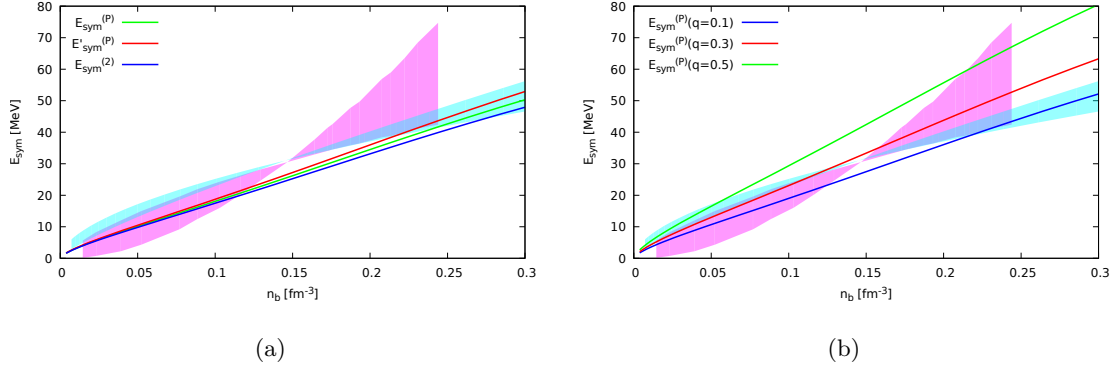 80
70
60
50
40
30
20
10
0
E_sym [MeV]
E_sym^(P)
E'_sym^(P)
E_sym^(2)
0 0.05 0.1 0.15 0.2 0.25 0.3
n_b [fm^-3]
(a)
80
70
60
50
40
30
20
10
0
E_sym [MeV]
E_sym^(P)(q=0.1)
E_sym^(P)(q=0.3)
E_sym^(P)(q=0.5)
0 0.05 0.1 0.15 0.2 0.25 0.3
n_b [fm^-3]
(b)